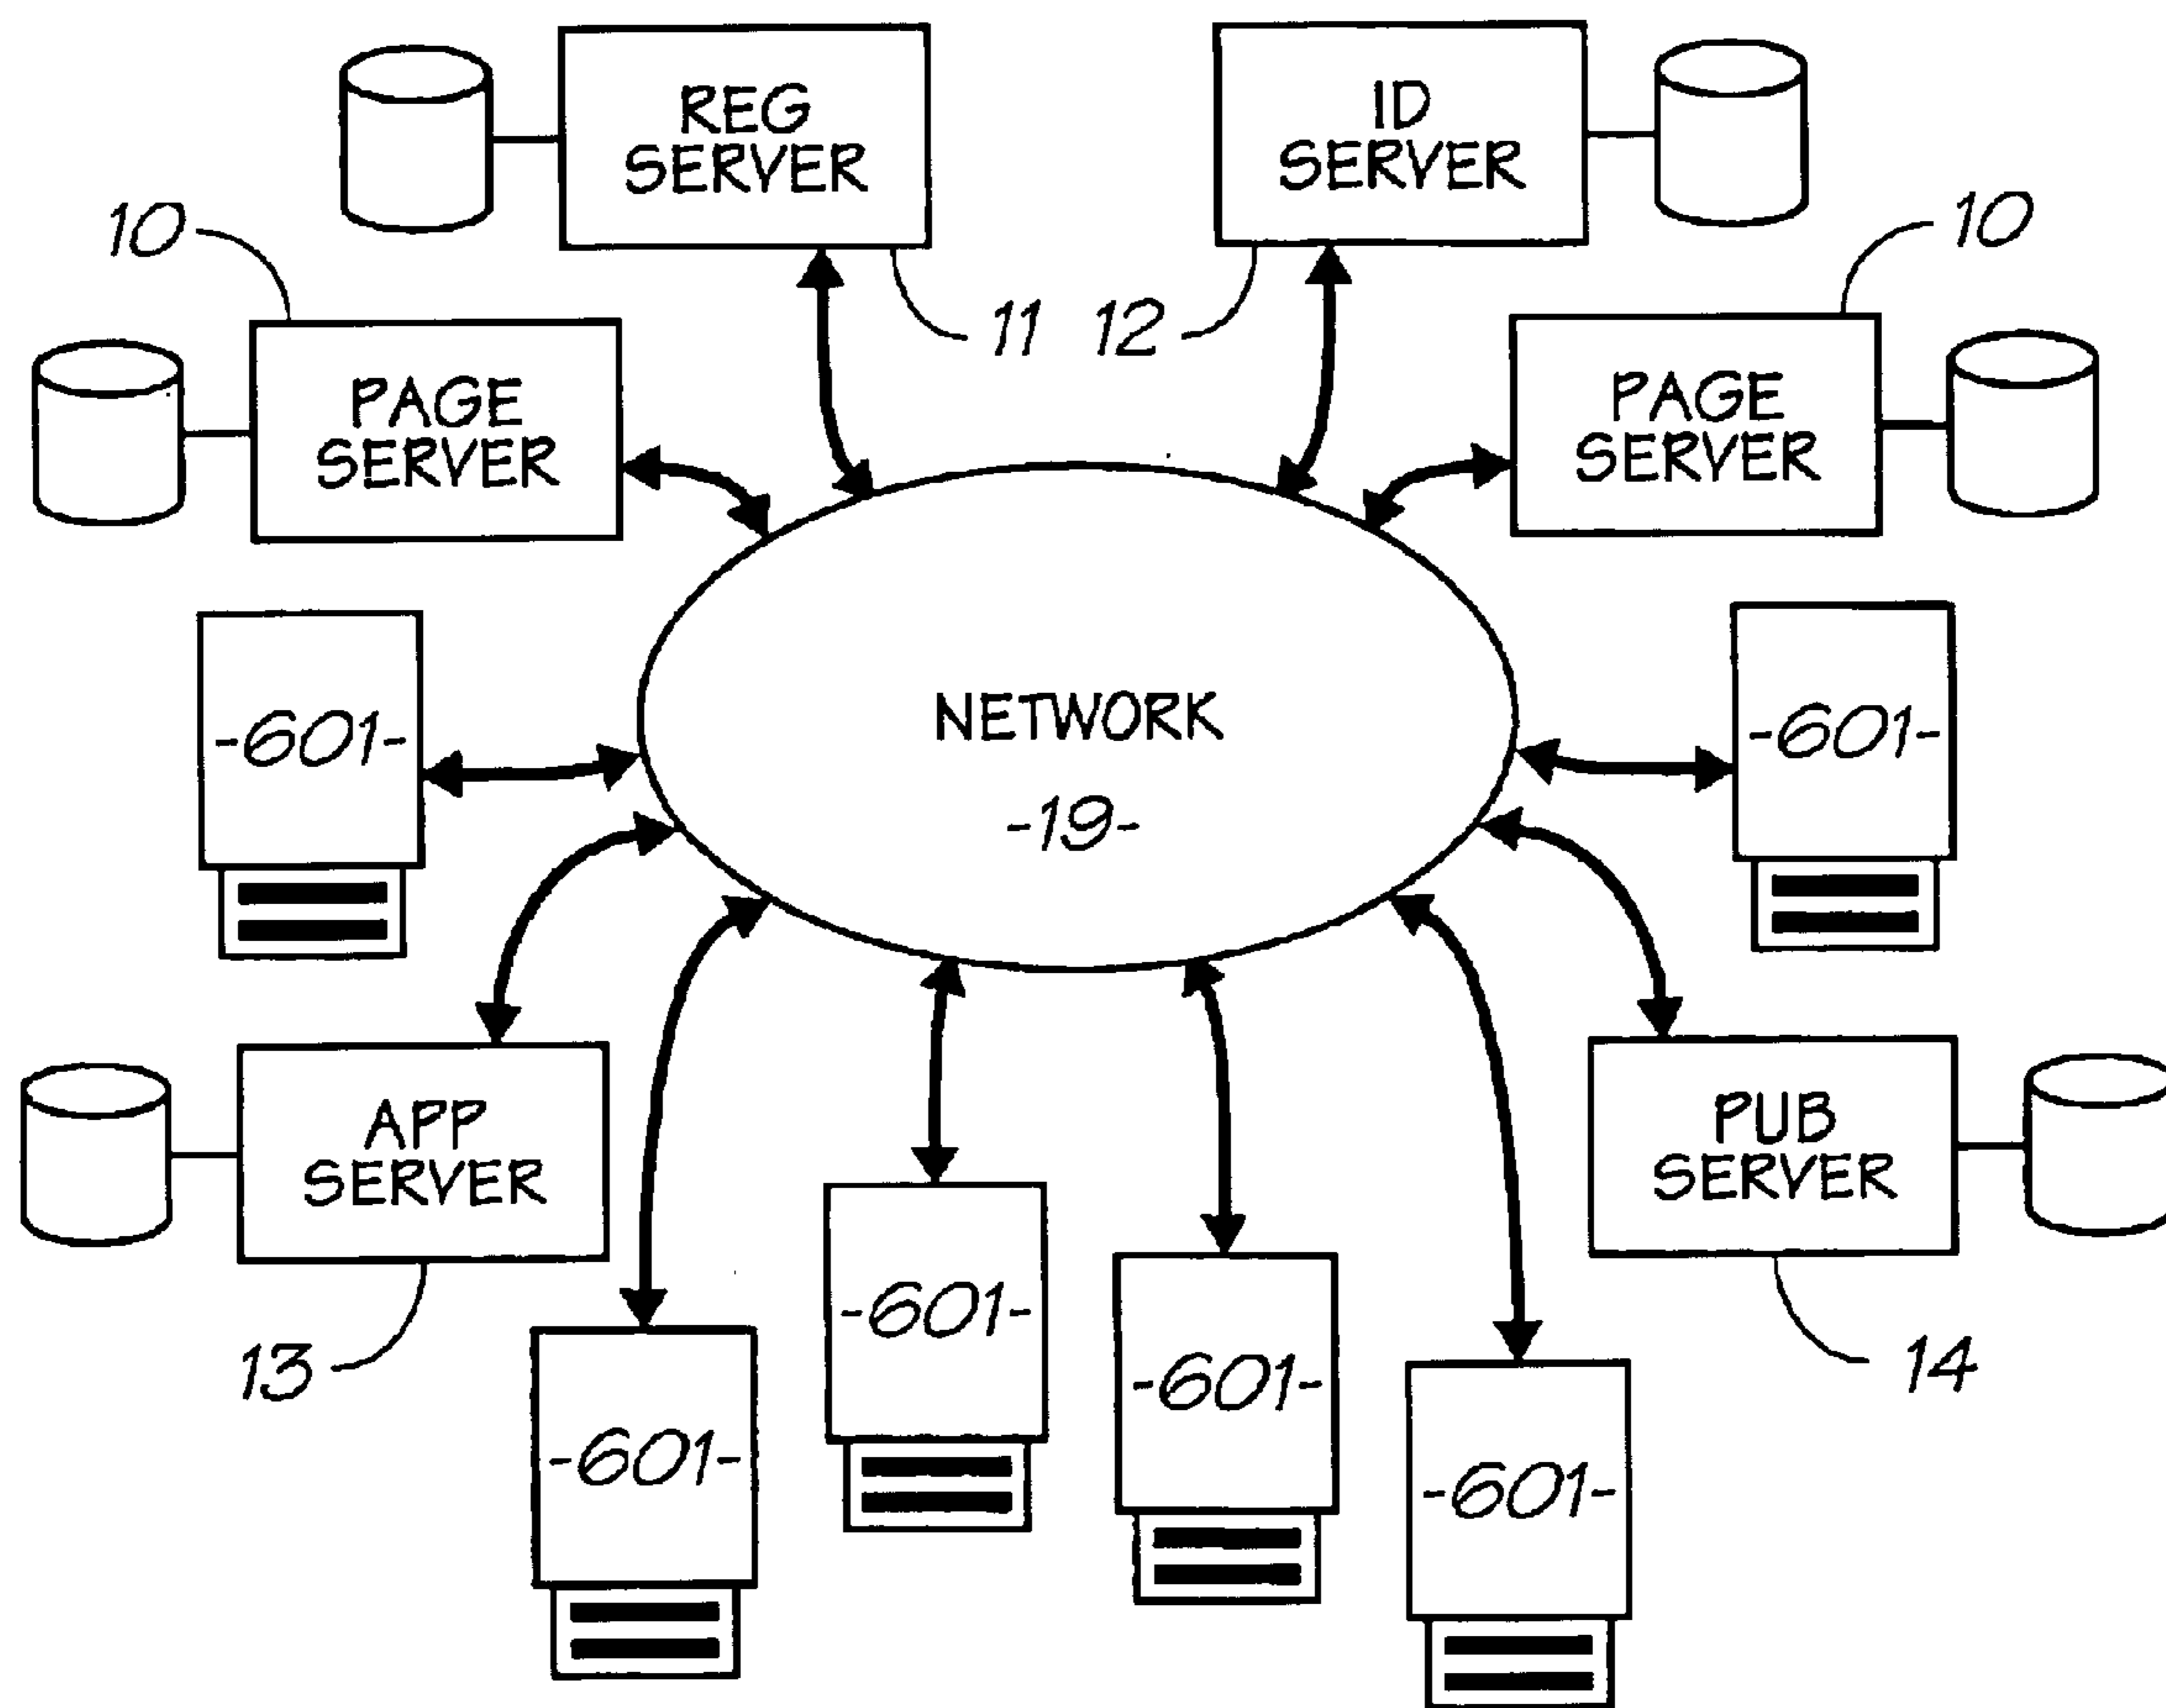 REG
SERVER
ID
SERVER
10
10
11
12
PAGE
SERVER
PAGE
SERVER
-601-
NETWORK
-19-
-601-
APP
SERVER
PUB
SERVER
13
-601-
-601-
-601-
-601-
14